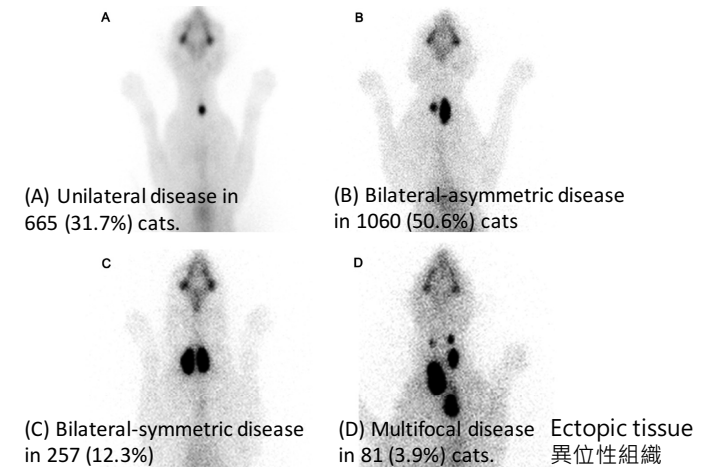 A
B
(A) Unilateral disease in
665 (31.7%) cats.
(B) Bilateral-asymmetric disease
in 1060 (50.6%) cats
C
D
(C) Bilateral-symmetric disease
in 257 (12.3%)
(D) Multifocal disease
in 81 (3.9%) cats.
Ectopic tissue
異位性組織